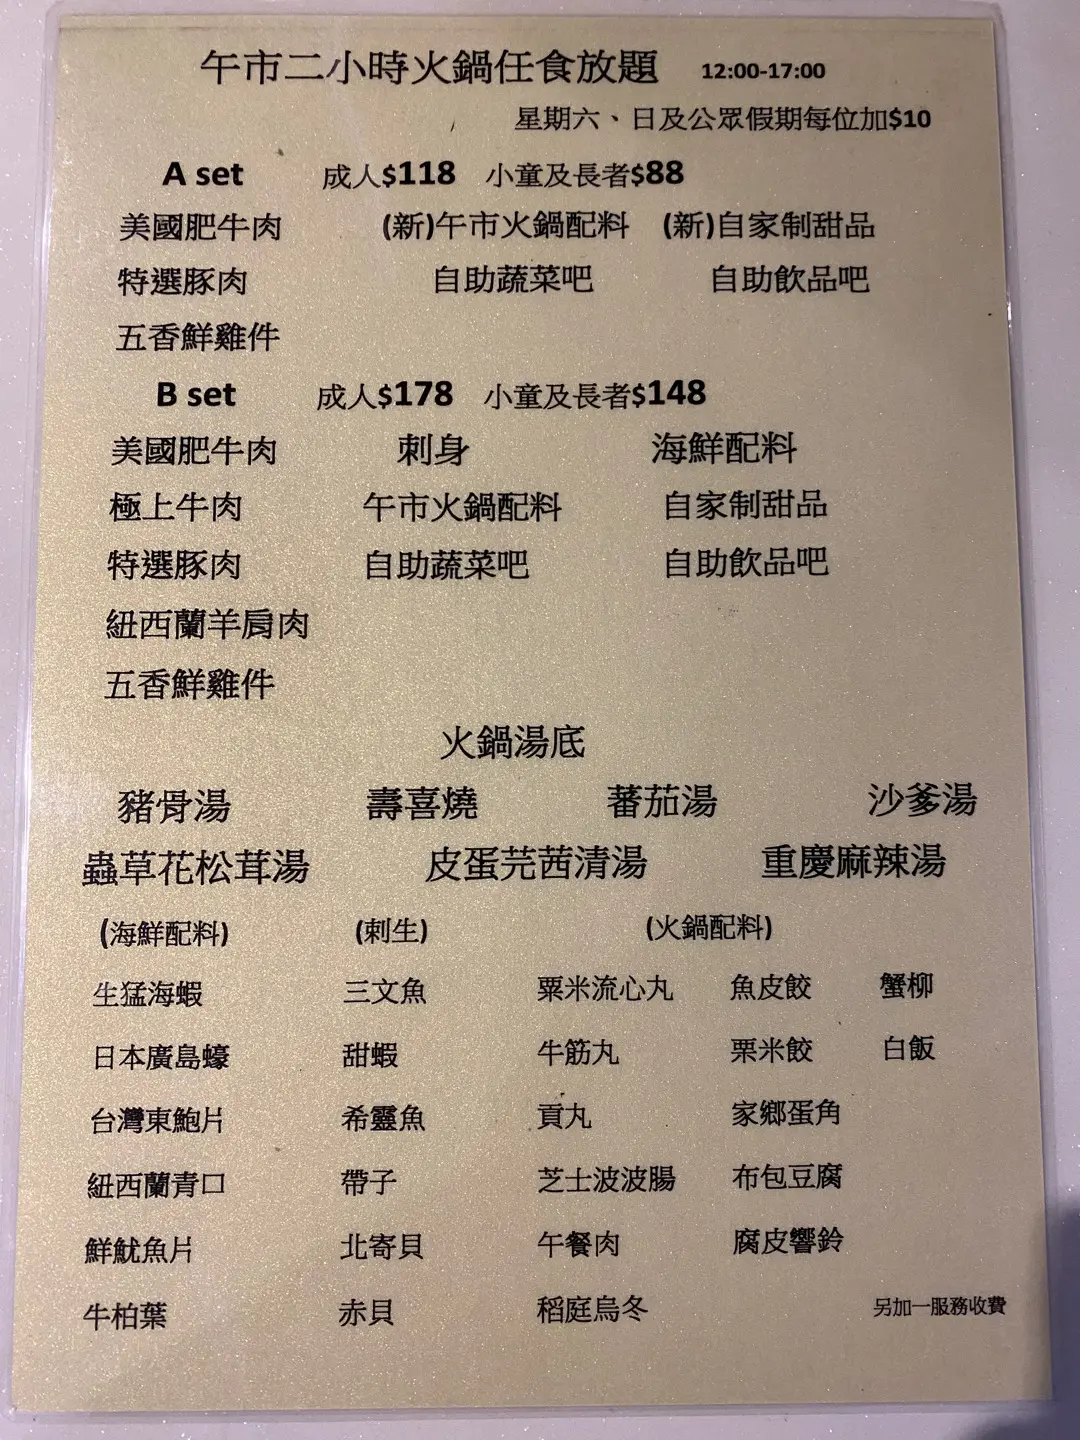 午市二小時火鍋任食放題 12:00-17:00
星期六、日及公眾假期每位加$10
A set 成人$118 小童及長者$88
美國肥牛肉 (新)午市火鍋配料 (新)自家制甜品
特選豚肉 自助蔬菜吧 自助飲品吧
五香鮮雞件
B set 成人$178 小童及長者$148
美國肥牛肉 刺身 海鮮配料
極上牛肉 午市火鍋配料 自家制甜品
特選豚肉 自助蔬菜吧 自助飲品吧
紐西蘭羊肩肉
五香鮮雞件
火鍋湯底
豬骨湯 壽喜燒 蕃茄湯 沙爹湯
蟲草花松茸湯 皮蛋芫茜清湯 重慶麻辣湯
(海鮮配料) (刺生) (火鍋配料)
生猛海蝦 三文魚 粟米流心丸 魚皮餃 蟹柳
日本廣島蠔 甜蝦 牛筋丸 粟米餃 白飯
台灣東鮑片 希靈魚 貢丸 家鄉蛋角
紐西蘭青口 帶子 芝士波波腸 布包豆腐
鮮魷魚片 北寄貝 午餐肉 腐皮響鈴
牛柏葉 赤貝 稻庭烏冬 另加一服務收費